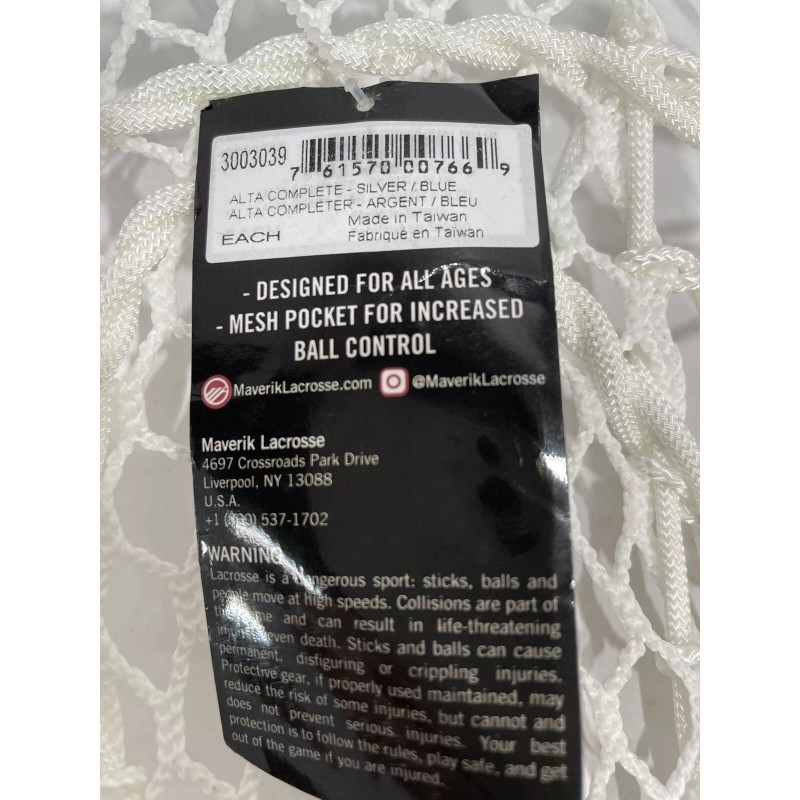 3003039
7 61570 00766 9
ALTA COMPLETE - SILVER / BLUE
ALTA COMPLETER - ARGENT / BLEU
Made in Taiwan
EACH Fabriqué en Taïwan
- DESIGNED FOR ALL AGES
- MESH POCKET FOR INCREASED
BALL CONTROL
MaverikLacrosse.com @MaverikLacrosse
Maverik Lacrosse
4697 Crossroads Park Drive
Liverpool, NY 13088
U.S.A.
+1 537-1702
WARNING
Lacrosse is a dangerous sport: sticks, balls and
people move at high speeds. Collisions are part of
and can result in life-threatening
even death. Sticks and balls can cause
permanent, disfiguring or crippling injuries.
Protective gear, if properly used maintained, may
reduce the risk of some injuries, but cannot and
does not prevent serious injuries. Your best
protection is to follow the rules, play safe, and get
out of the game if you are injured.